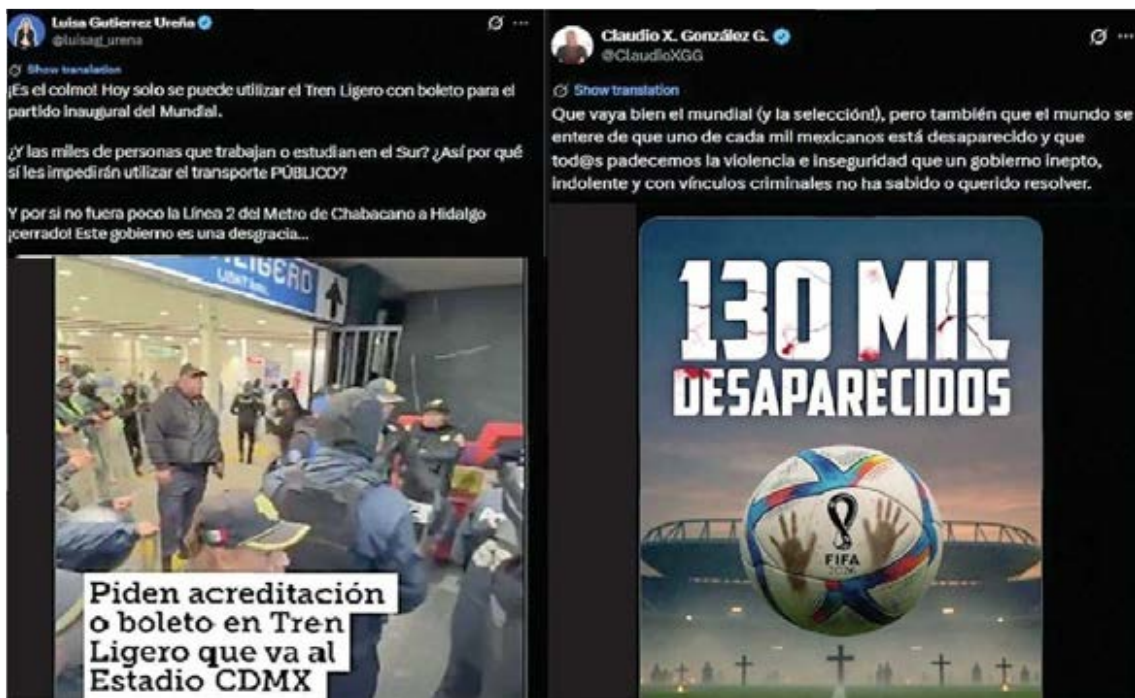 Luisa Gutierrez Ureña
@luisag_urena
Show translation
¡Es el colmo! Hoy solo se puede utilizar el Tren Ligero con boleto para el
partido inaugural del Mundial.
¿Y las miles de personas que trabajan o estudian en el Sur? ¿Así por qué
sí les impedirán utilizar el transporte PÚBLICO?
Y por si no fuera poco la Línea 2 del Metro de Chabacano a Hidalgo
¡cerrado! Este gobierno es una desgracia...
Piden acreditación
o boleto en Tren
Ligero que va al
Estadio CDMX
Claudio X. González G.
@ClaudioXGG
Show translation
Que vaya bien el mundial (y la selección!), pero también que el mundo se
entere de que uno de cada mil mexicanos está desaparecido y que
tod@s padecemos la violencia e inseguridad que un gobierno inepto,
indolente y con vínculos criminales no ha sabido o querido resolver.
130 MIL
DESAPARECIDOS
FIFA